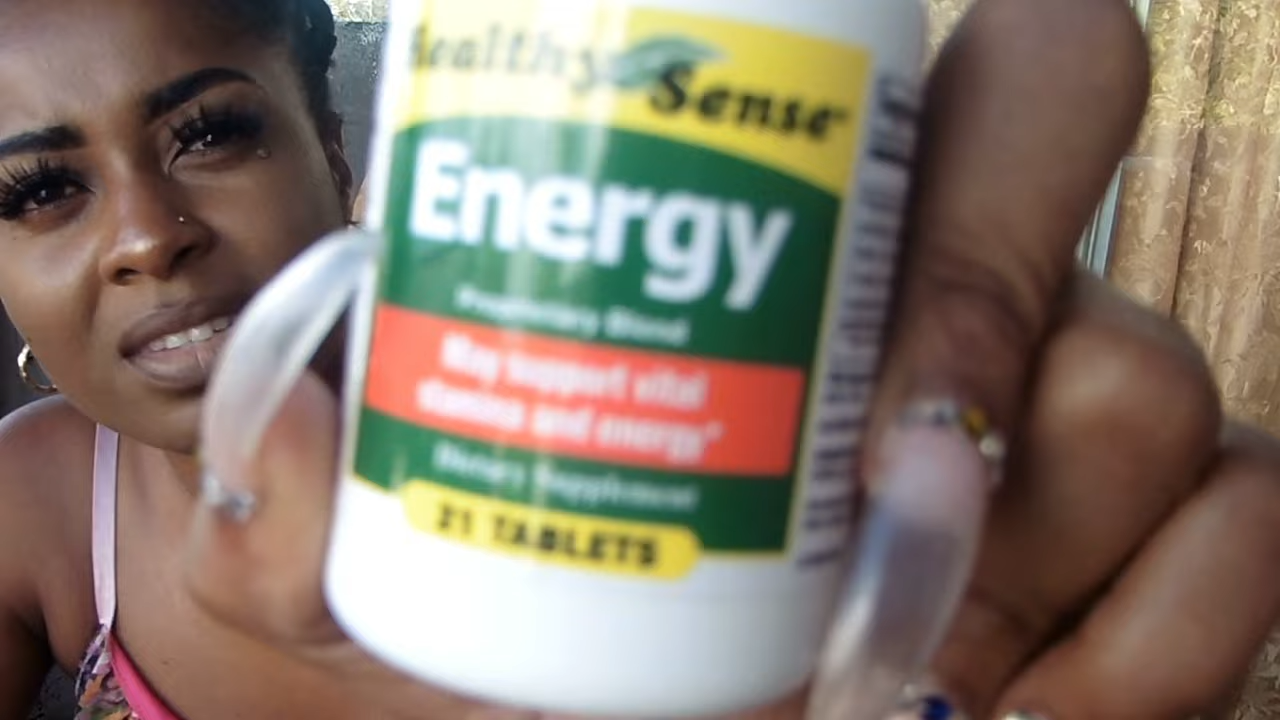 Healthy
Sense
Energy
Proprietary Blend
May support vital
stamina and energy*
Dietary Supplement
21 TABLETS